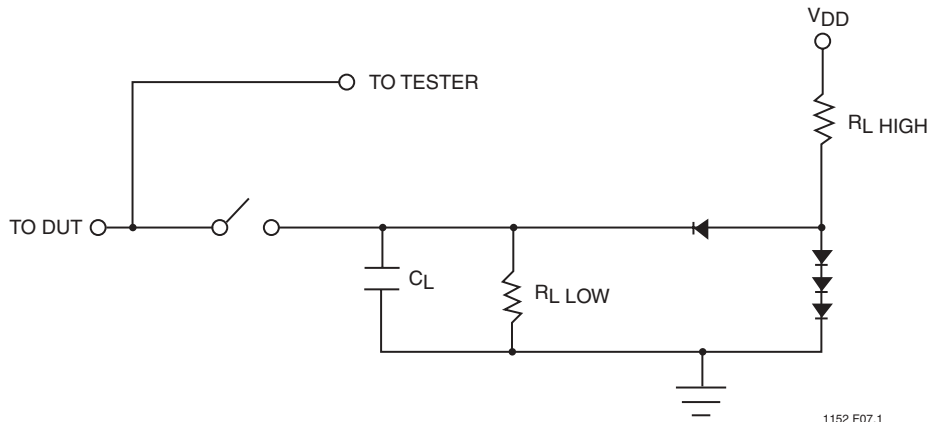 VDD
TO TESTER
RL HIGH
TO DUT
CL
RL LOW
1152 F07.1